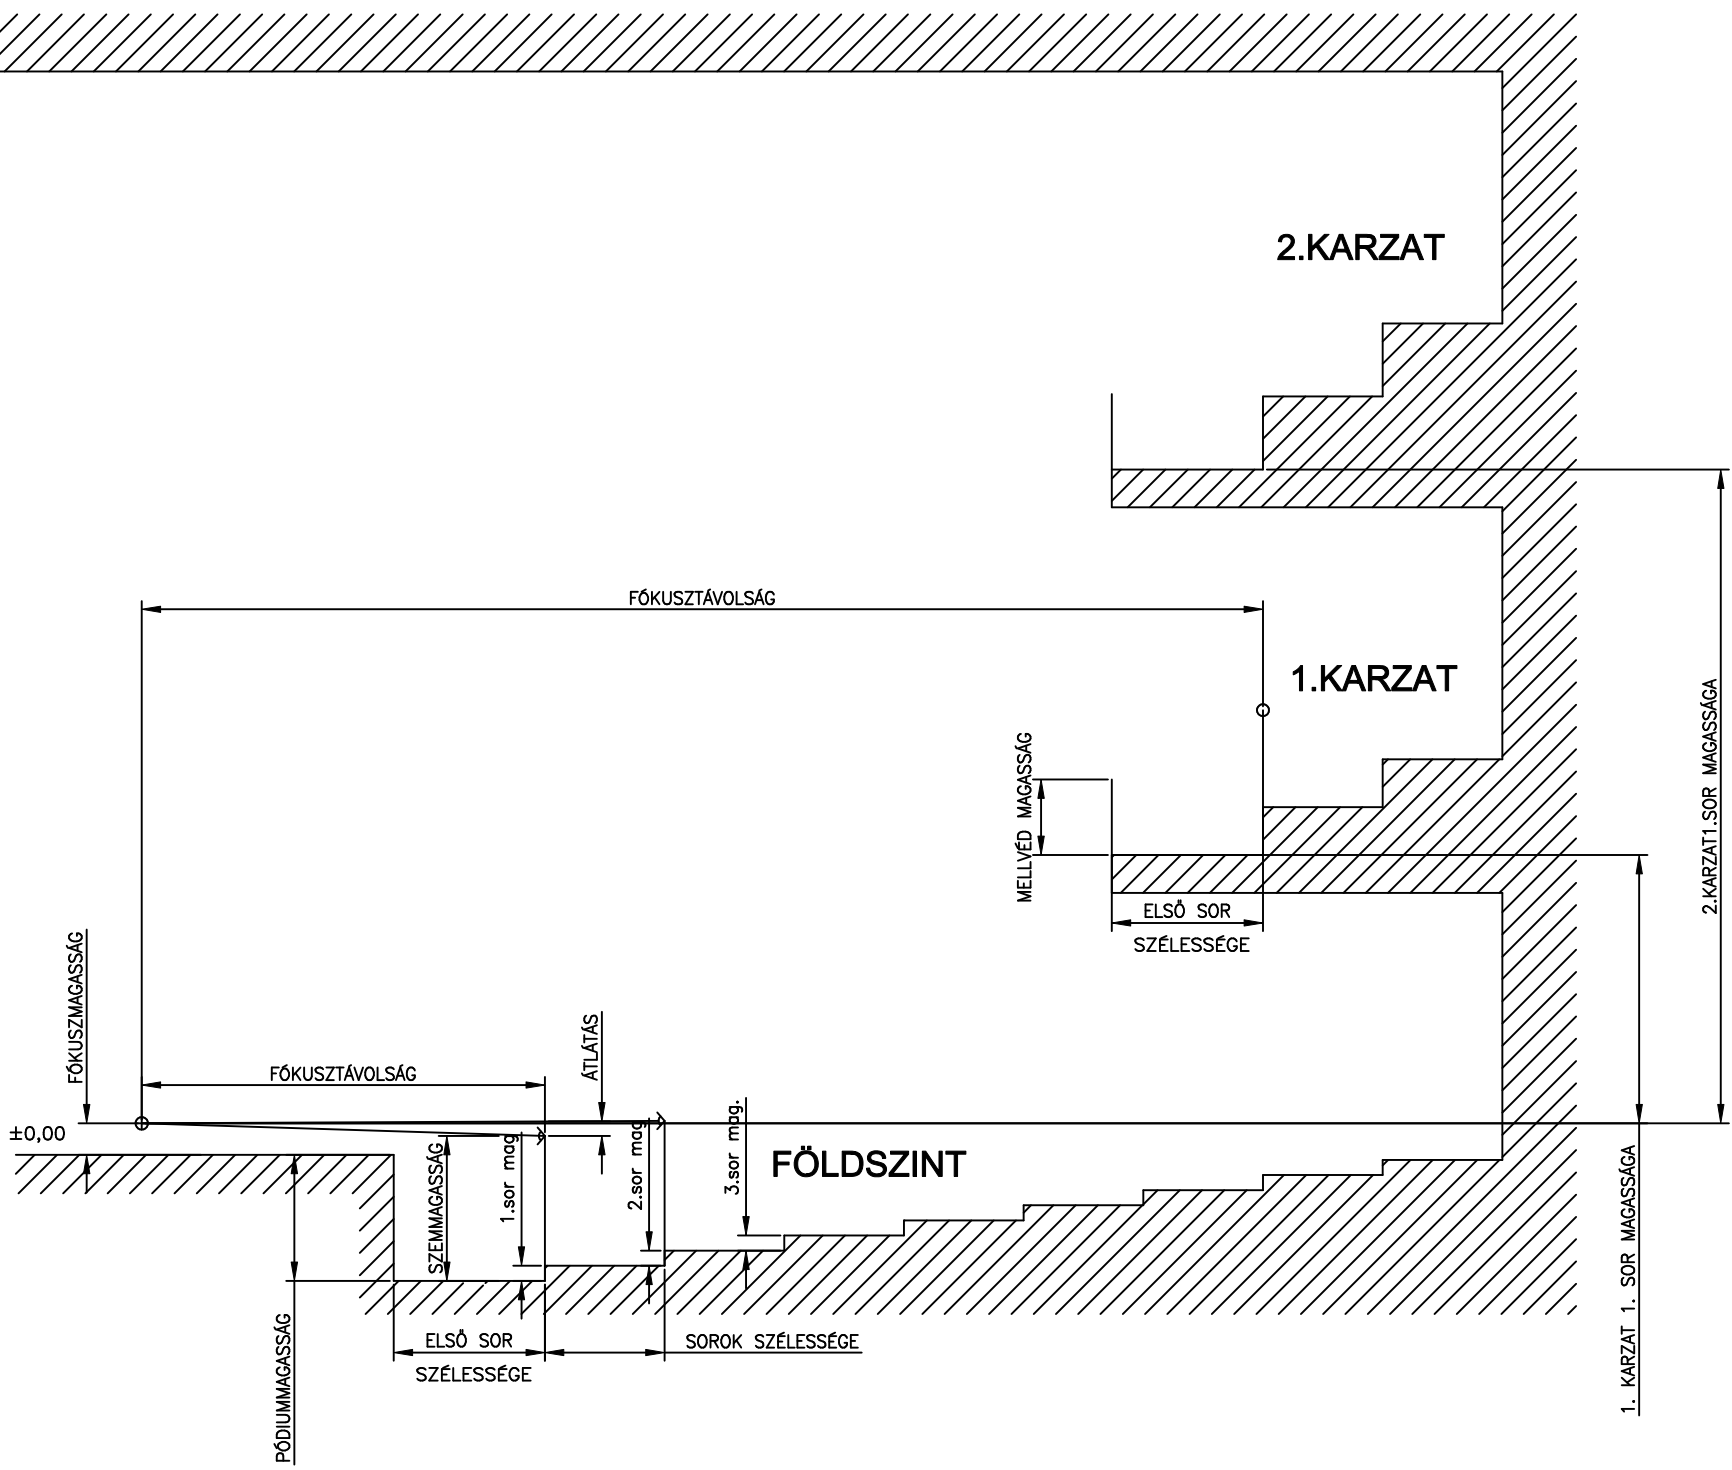 2.KARZAT
FÓKUSZTÁVOLSÁG
1.KARZAT
2.KARZAT1.SOR MAGASSÁGA
MELLVÉD MAGASSÁG
ELSŐ SOR
SZÉLESSÉGE
FÓKUSZMAGASSÁG
ÁTLÁTÁS
FÓKUSZTÁVOLSÁG
±0,00
SZEMMAGASSÁG
1.sor mag
2.sor mag
3.sor mag.
FÖLDSZINT
1. KARZAT 1. SOR MAGASSÁGA
PÓDIUMMAGASSÁG
ELSŐ SOR
SZÉLESSÉGE
SOROK SZÉLESSÉGE